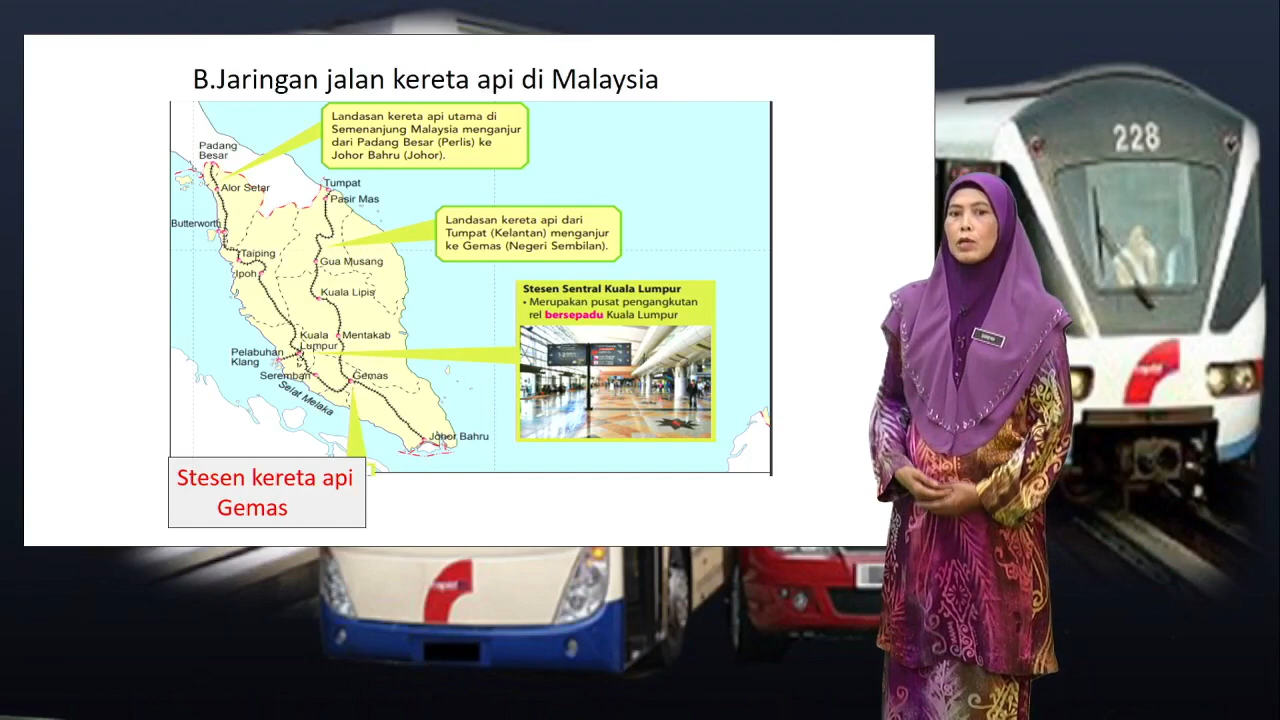 B.Jaringan jalan kereta api di Malaysia
Landasan kereta api utama di
Semenanjung Malaysia menganjur
dari Padang Besar (Perlis) ke
Johor Bahru (Johor).
Padang
Besar
Alor Setar
Tumpat
Pasir Mas
Butterworth
Landasan kereta api dari
Tumpat (Kelantan) menganjur
ke Gemas (Negeri Sembilan).
Taiping
Ipoh
Gua Musang
Kuala Lipis
Stesen Sentral Kuala Lumpur
• Merupakan pusat pengangkutan
rel bersepadu Kuala Lumpur
Kuala
Lumpur
Mentakab
Pelabuhan
Klang
Seremban
Gemas
Selat Melaka
Johor Bahru
Stesen kereta api
Gemas
228